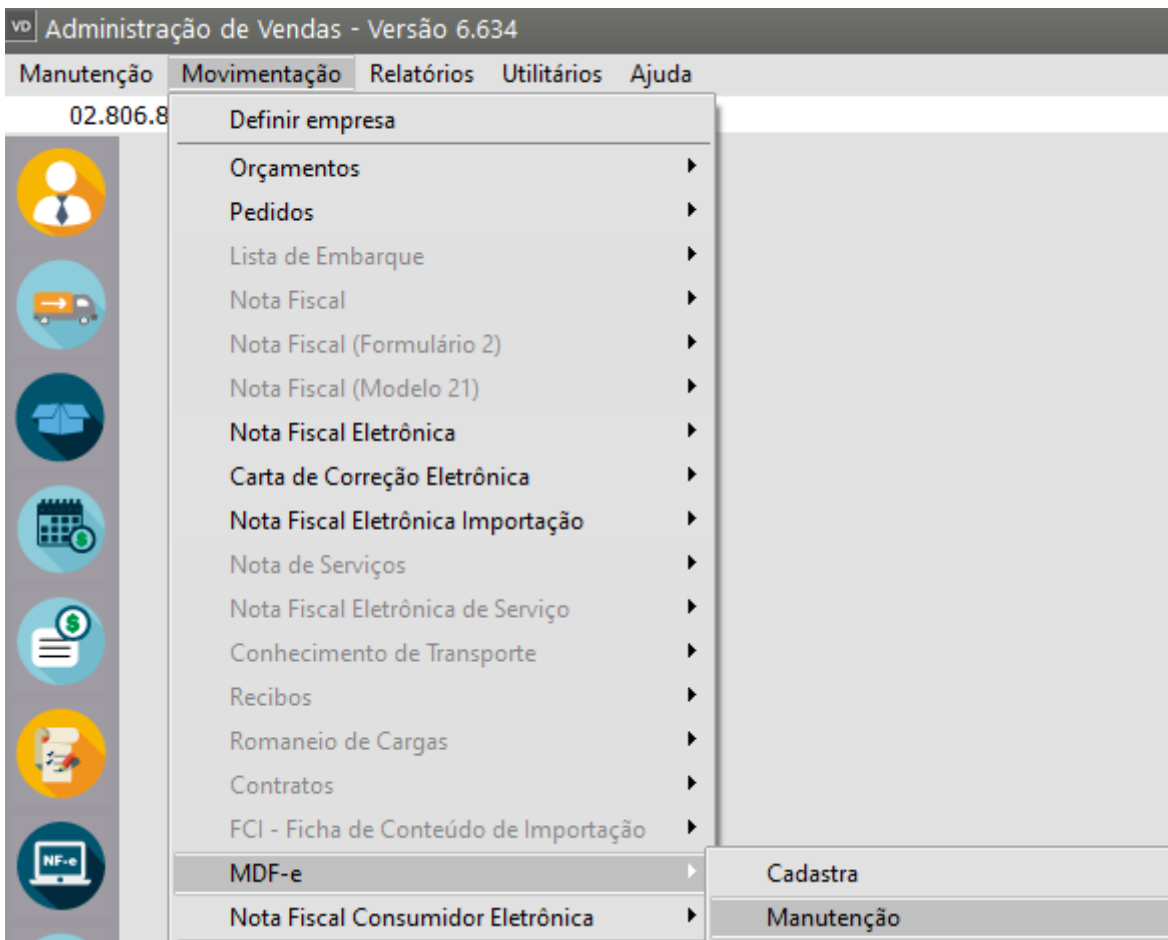 VD Administração de Vendas - Versão 6.634
Manutenção Movimentação Relatórios Utilitários Ajuda
02.806.8
Definir empresa
Orçamentos
Pedidos
Lista de Embarque
Nota Fiscal
Nota Fiscal (Formulário 2)
Nota Fiscal (Modelo 21)
Nota Fiscal Eletrônica
Carta de Correção Eletrônica
Nota Fiscal Eletrônica Importação
Nota de Serviços
Nota Fiscal Eletrônica de Serviço
Conhecimento de Transporte
Recibos
Romaneio de Cargas
Contratos
FCI - Ficha de Conteúdo de Importação
NF-e
MDF-e Cadastra
Nota Fiscal Consumidor Eletrônica Manutenção